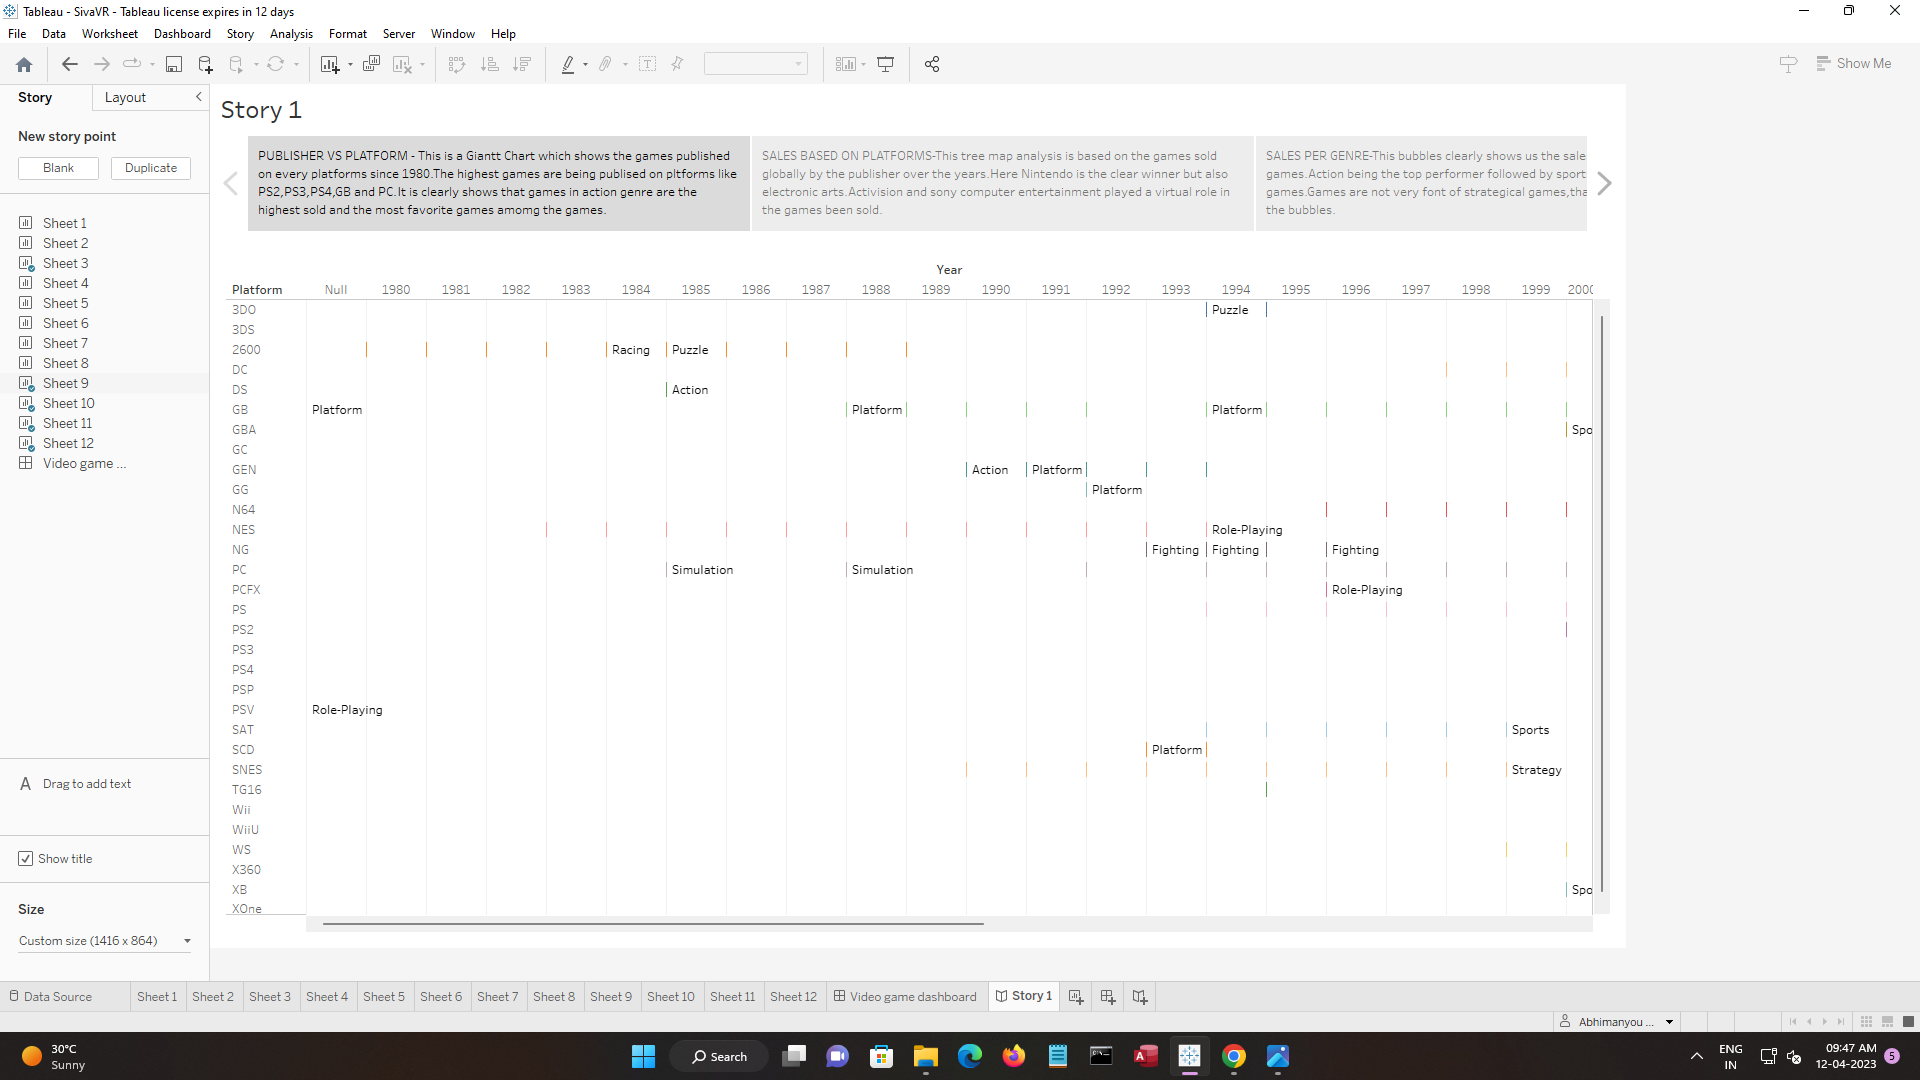 Tableau - SivaVR - Tableau license expires in 12 days
File Data Worksheet Dashboard Story Analysis Format Server Window Help
Show Me
Story Layout
New story point
Blank Duplicate
Sheet 1
Sheet 2
Sheet 3
Sheet 4
Sheet 5
Sheet 6
Sheet 7
Sheet 8
Sheet 9
Sheet 10
Sheet 11
Sheet 12
Video game ...
A Drag to add text
Show title
Size
Custom size (1416 x 864)
Story 1
PUBLISHER VS PLATFORM - This is a Giantt Chart which shows the games published
on every platforms since 1980.The highest games are being publised on pltforms like
PS2,PS3,PS4,GB and PC.It is clearly shows that games in action genre are the
highest sold and the most favorite games amomg the games.
SALES BASED ON PLATFORMS-This tree map analysis is based on the games sold
globally by the publisher over the years.Here Nintendo is the clear winner but also
electronic arts.Activision and sony computer entertainment played a virtual role in
the games been sold.
SALES PER GENRE-This bubbles clearly shows us the sale
games.Action being the top performer followed by sport
games.Games are not very font of strategical games,tha
the bubbles.
Year
Platform Null 1980 1981 1982 1983 1984 1985 1986 1987 1988 1989 1990 1991 1992 1993 1994 1995 1996 1997 1998 1999 2000
3DO Puzzle
3DS
2600 Racing Puzzle
DC
DS Action
GB Platform Platform Platform
GBA Spo
GC
GEN Action Platform
GG Platform
N64
NES Role-Playing
NG Fighting Fighting Fighting
PC Simulation Simulation
PCFX Role-Playing
PS
PS2
PS3
PS4
PSP
PSV Role-Playing
SAT Sports
SCD Platform
SNES Strategy
TG16
Wii
WiiU
WS
X360
XB Spo
XOne
Data Source Sheet 1 Sheet 2 Sheet 3 Sheet 4 Sheet 5 Sheet 6 Sheet 7 Sheet 8 Sheet 9 Sheet 10 Sheet 11 Sheet 12 Video game dashboard Story 1
Abhimanyou ...
30°C
Sunny
Search
ENG
IN
09:47 AM
12-04-2023
5